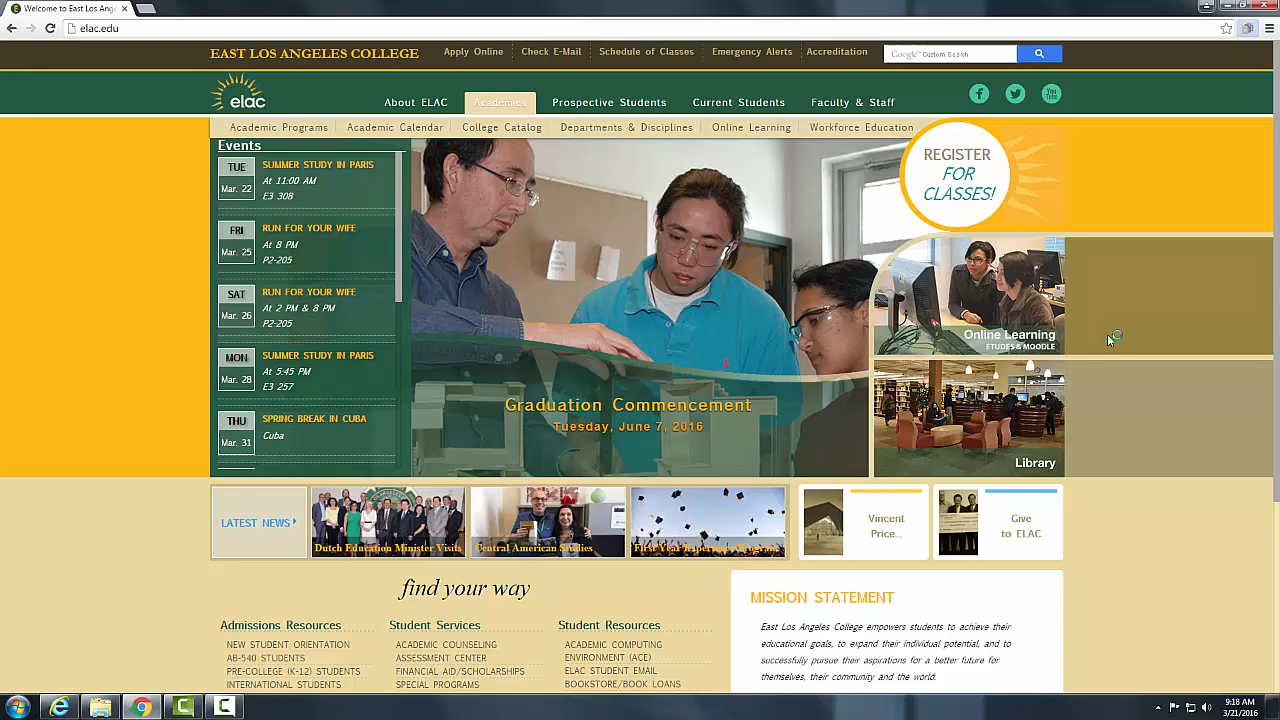 Welcome to East Los Ang
elac.edu
EAST LOS ANGELES COLLEGE
Apply Online
Check E-Mail
Schedule of Classes
Emergency Alerts
Accreditation
Google™ Custom Search
elac
About ELAC
Academics
Prospective Students
Current Students
Faculty & Staff
f
You
Tube
Academic Programs
Academic Calendar
College Catalog
Departments & Disciplines
Online Learning
Workforce Education
Events
TUE
Mar. 22
SUMMER STUDY IN PARIS
At 11:00 AM
E3 308
FRI
Mar. 25
RUN FOR YOUR WIFE
At 8 PM
P2-205
SAT
Mar. 26
RUN FOR YOUR WIFE
At 2 PM & 8 PM
P2-205
MON
Mar. 28
SUMMER STUDY IN PARIS
At 5:45 PM
E3 257
THU
Mar. 31
SPRING BREAK IN CUBA
Cuba
Graduation Commencement
Tuesday, June 7, 2016
REGISTER
FOR
CLASSES!
Online Learning
ETUDES & MOODLE
Library
LATEST NEWS
Dutch Education Minister Visits
Central American Studies
First Year Experience Program
Vincent
Price...
Give
to ELAC
find your way
Admissions Resources
NEW STUDENT ORIENTATION
AB-540 STUDENTS
PRE-COLLEGE (K-12) STUDENTS
INTERNATIONAL STUDENTS
Student Services
ACADEMIC COUNSELING
ASSESSMENT CENTER
FINANCIAL AID/SCHOLARSHIPS
SPECIAL PROGRAMS
Student Resources
ACADEMIC COMPUTING
ENVIRONMENT (ACE)
ELAC STUDENT EMAIL
BOOKSTORE/BOOK LOANS
MISSION STATEMENT
East Los Angeles College empowers students to achieve their
educational goals, to expand their individual potential, and to
successfully pursue their aspirations for a better future for
themselves, their community and the world.
9:18 AM
3/21/2016